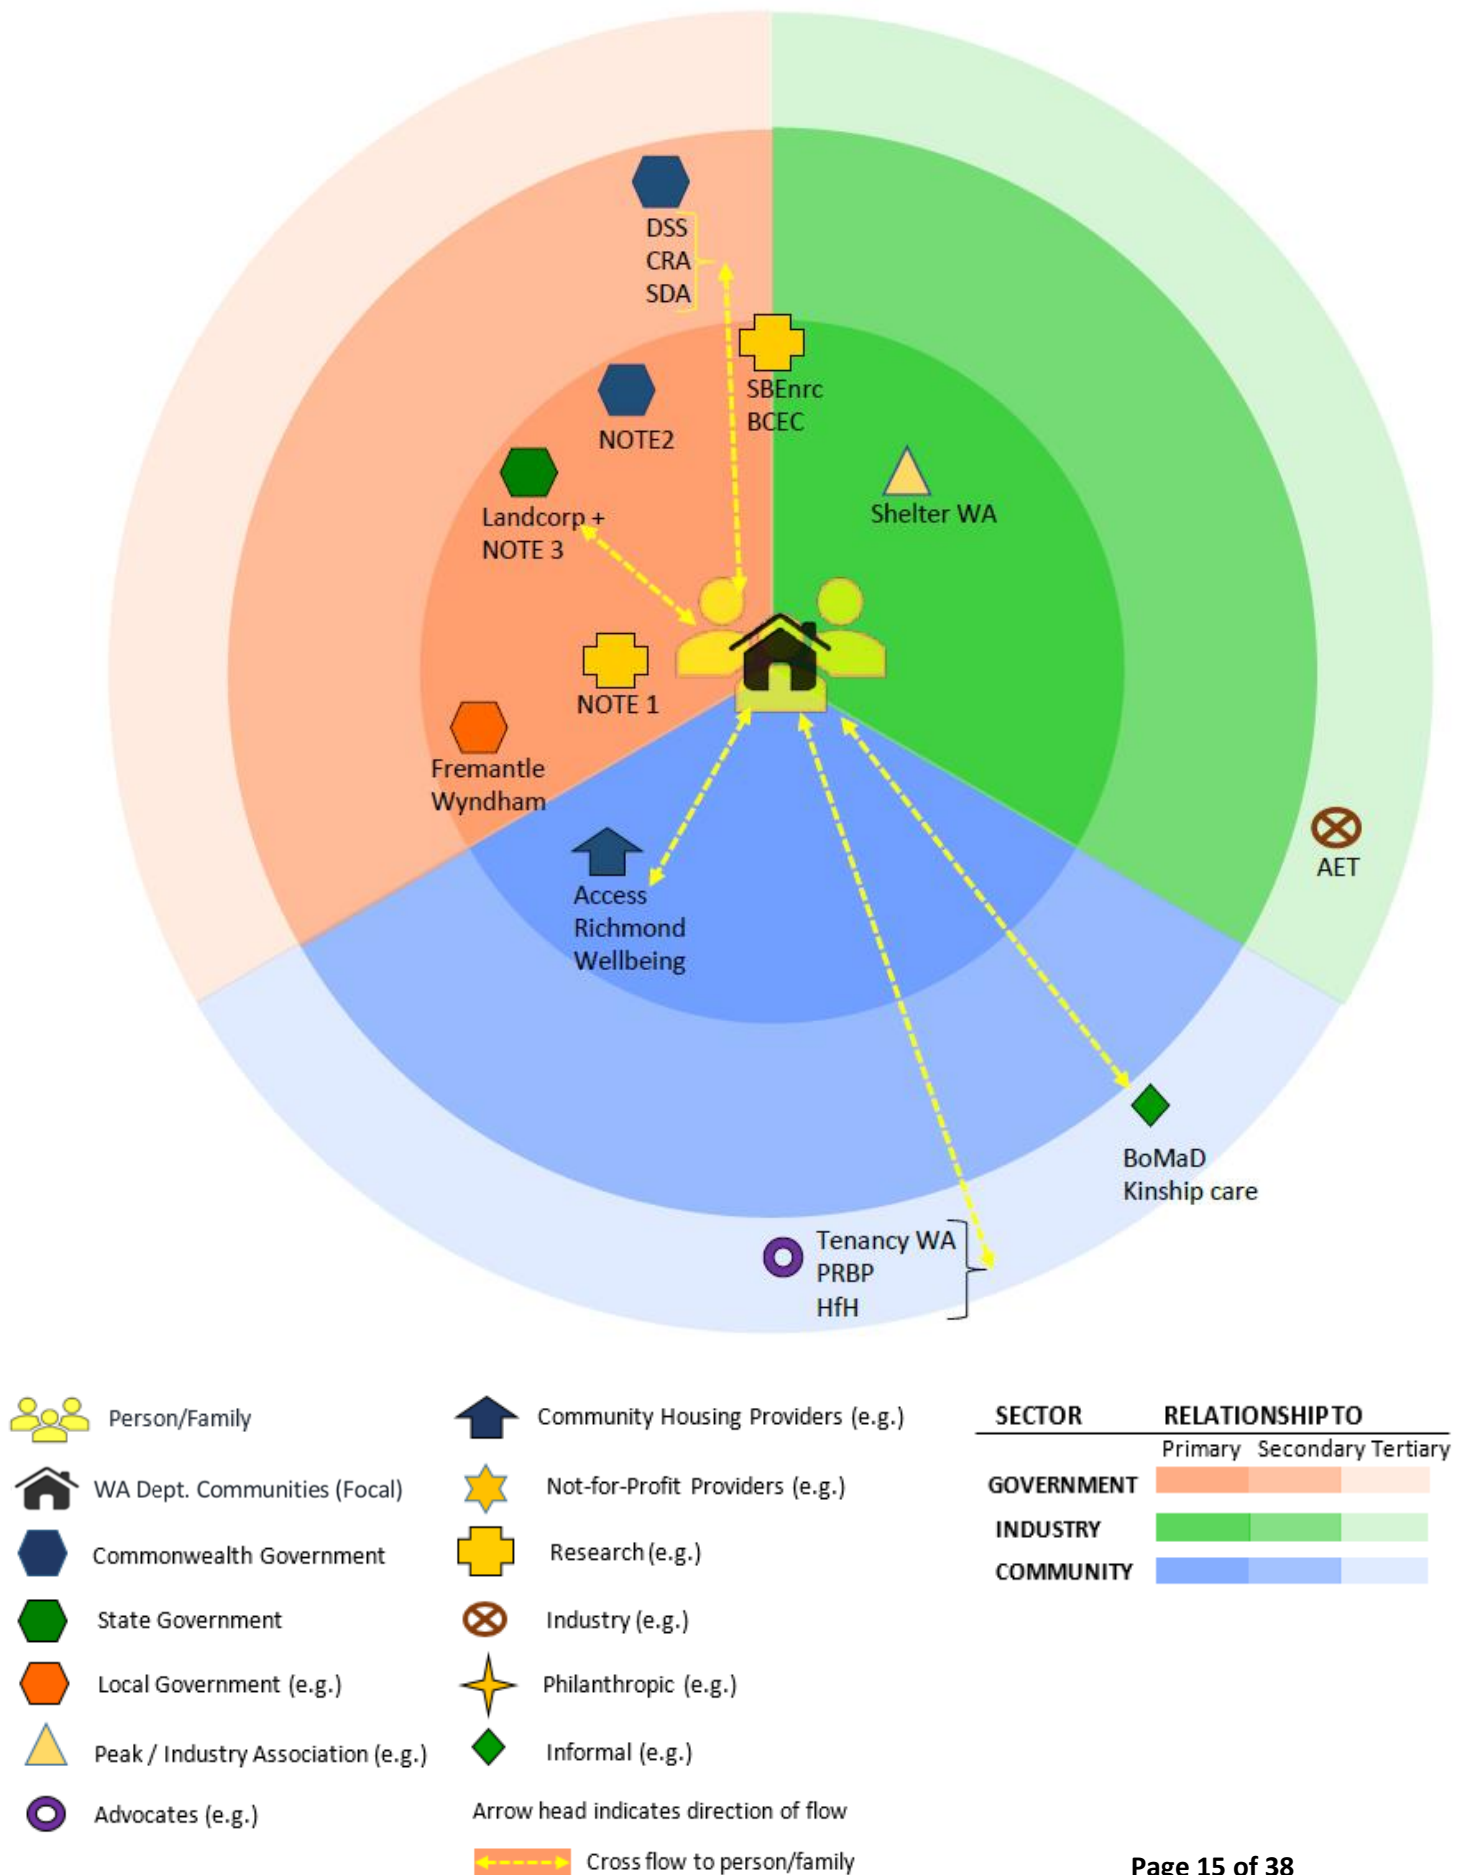 DSS
CRA
SDA
SBEnrc
BCEC
NOTE2
Landcorp +
NOTE 3
Shelter WA
NOTE 1
Fremantle
Wyndham
Access
Richmond
Wellbeing
AET
BoMaD
Kinship care
Tenancy WA
PRBP
HfH
Person/Family
WA Dept. Communities (Focal)
Commonwealth Government
State Government
Local Government (e.g.)
Peak / Industry Association (e.g.)
Advocates (e.g.)
Community Housing Providers (e.g.)
Not-for-Profit Providers (e.g.)
Research (e.g.)
Industry (e.g.)
Philanthropic (e.g.)
Informal (e.g.)
Arrow head indicates direction of flow
Cross flow to person/family
SECTOR RELATIONSHIP TO
Primary Secondary Tertiary
GOVERNMENT
INDUSTRY
COMMUNITY
Page 15 of 38